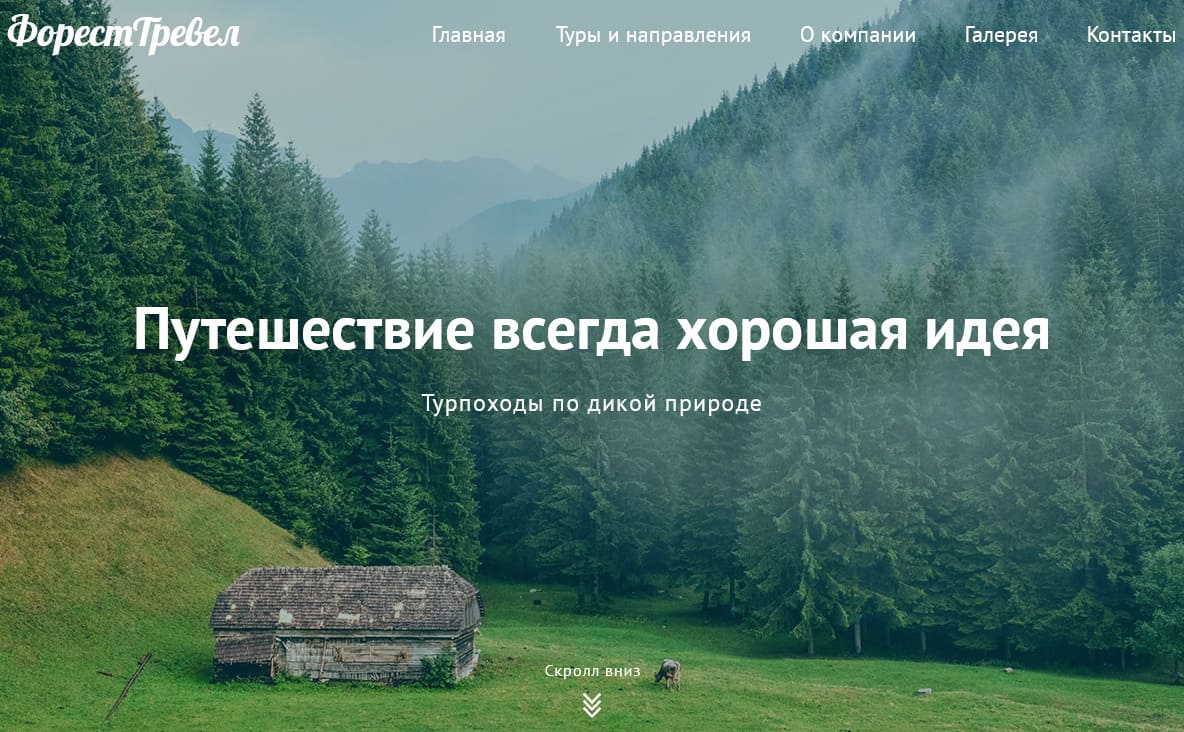 ФорестТревел
Главная Туры и направления О компании Галерея Контакты
Путешествие всегда хорошая идея
Турпоходы по дикой природе
Скролл вниз